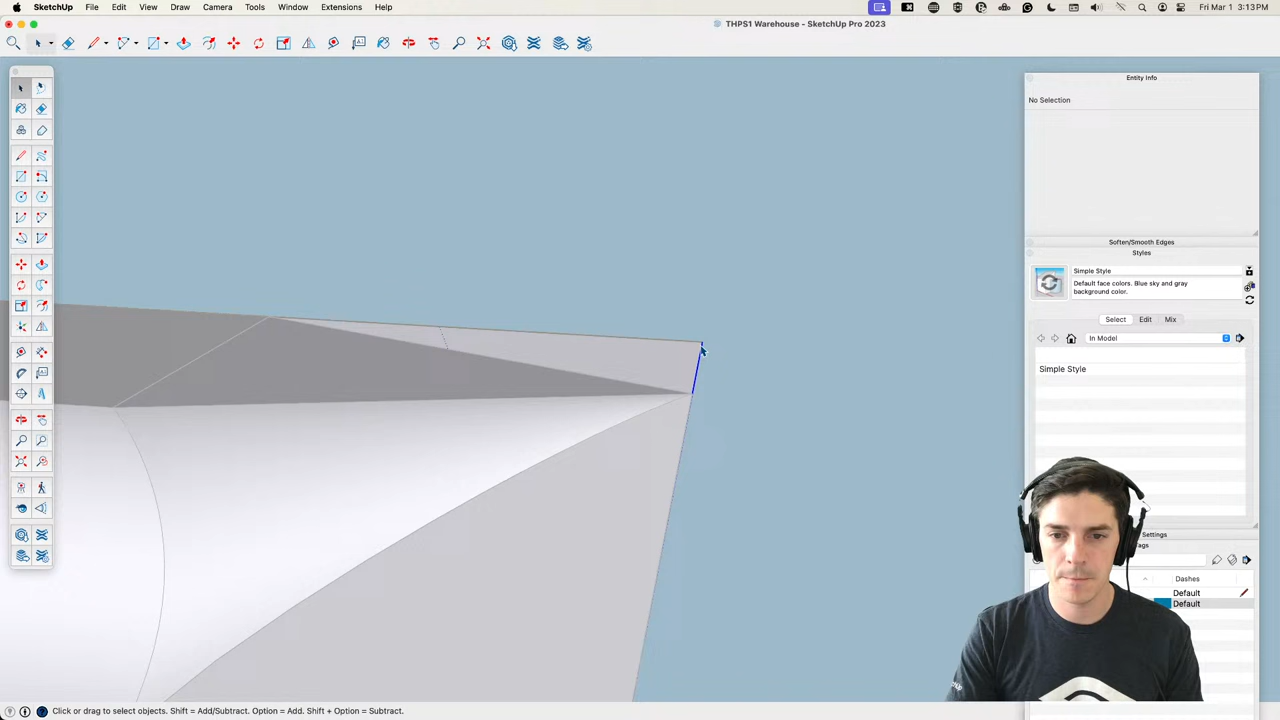 SketchUp File Edit View Draw Camera Tools Window Extensions Help
Fri Mar 1 3:13 PM
THPS1 Warehouse - SketchUp Pro 2023
Entity Info
No Selection
Soften/Smooth Edges
Styles
Simple Style
Default face colors. Blue sky and gray
background color.
Select Edit Mix
In Model
Simple Style
Settings
Tags
Dashes
Default
Default
Click or drag to select objects. Shift = Add/Subtract. Option = Add. Shift + Option = Subtract.